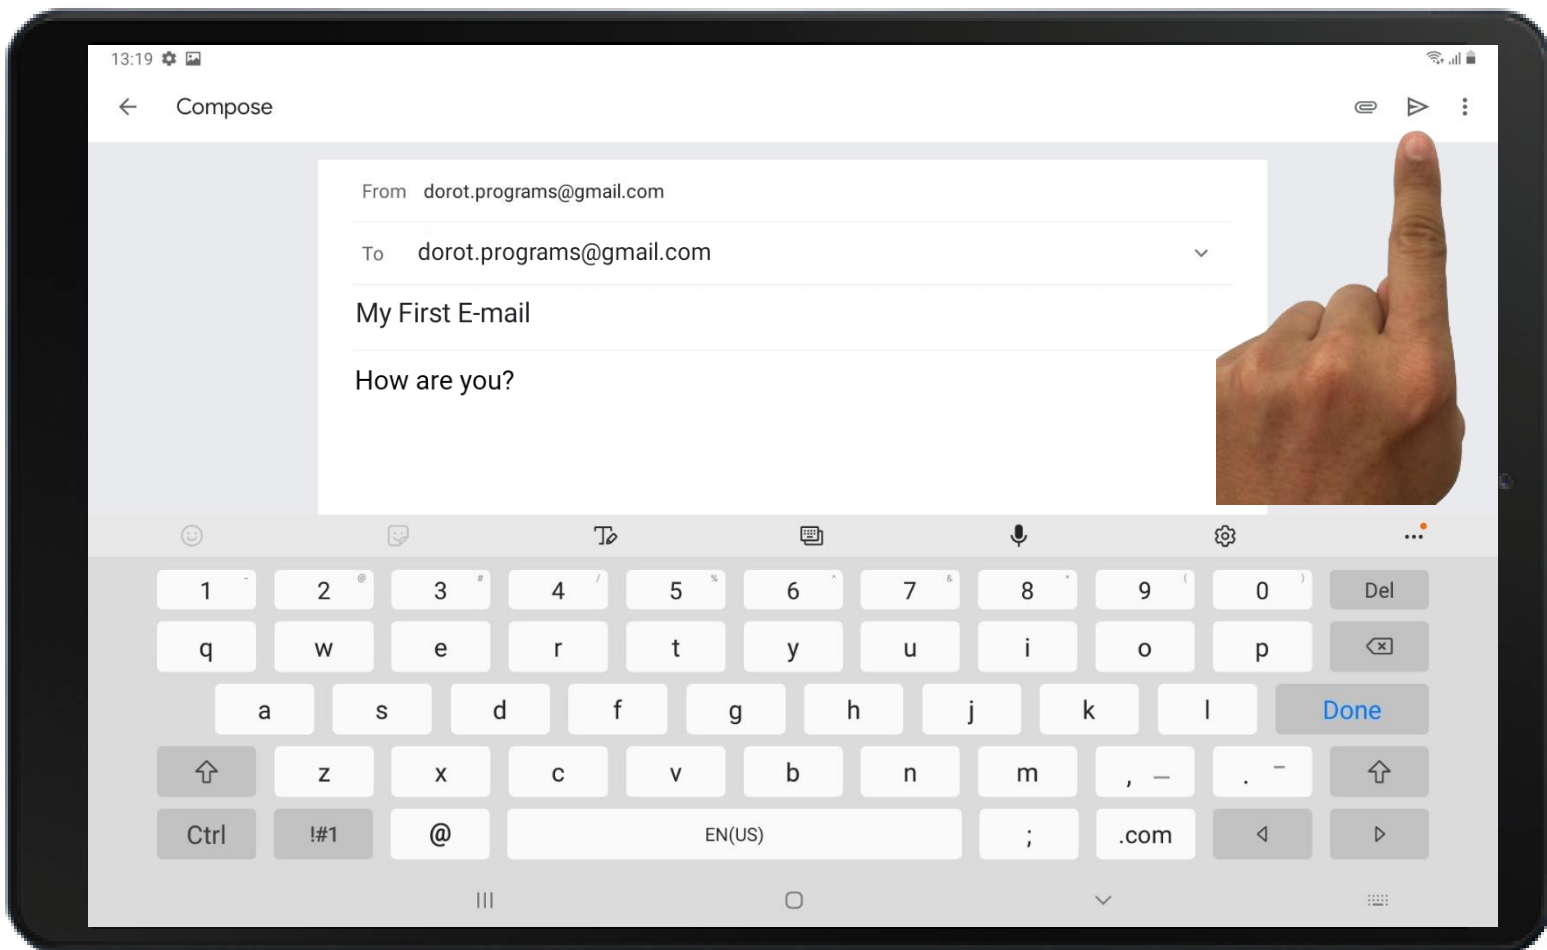 13:19
Compose
From dorot.programs@gmail.com
To dorot.programs@gmail.com
My First E-mail
How are you?
1 - 2 @ 3 # 4 / 5 % 6 ^ 7 & 8 * 9 ( 0 ) Del
q w e r t y u i o p
a s d f g h j k l Done
z x c v b n m , .
Ctrl !#1 @ EN(US) ; .com